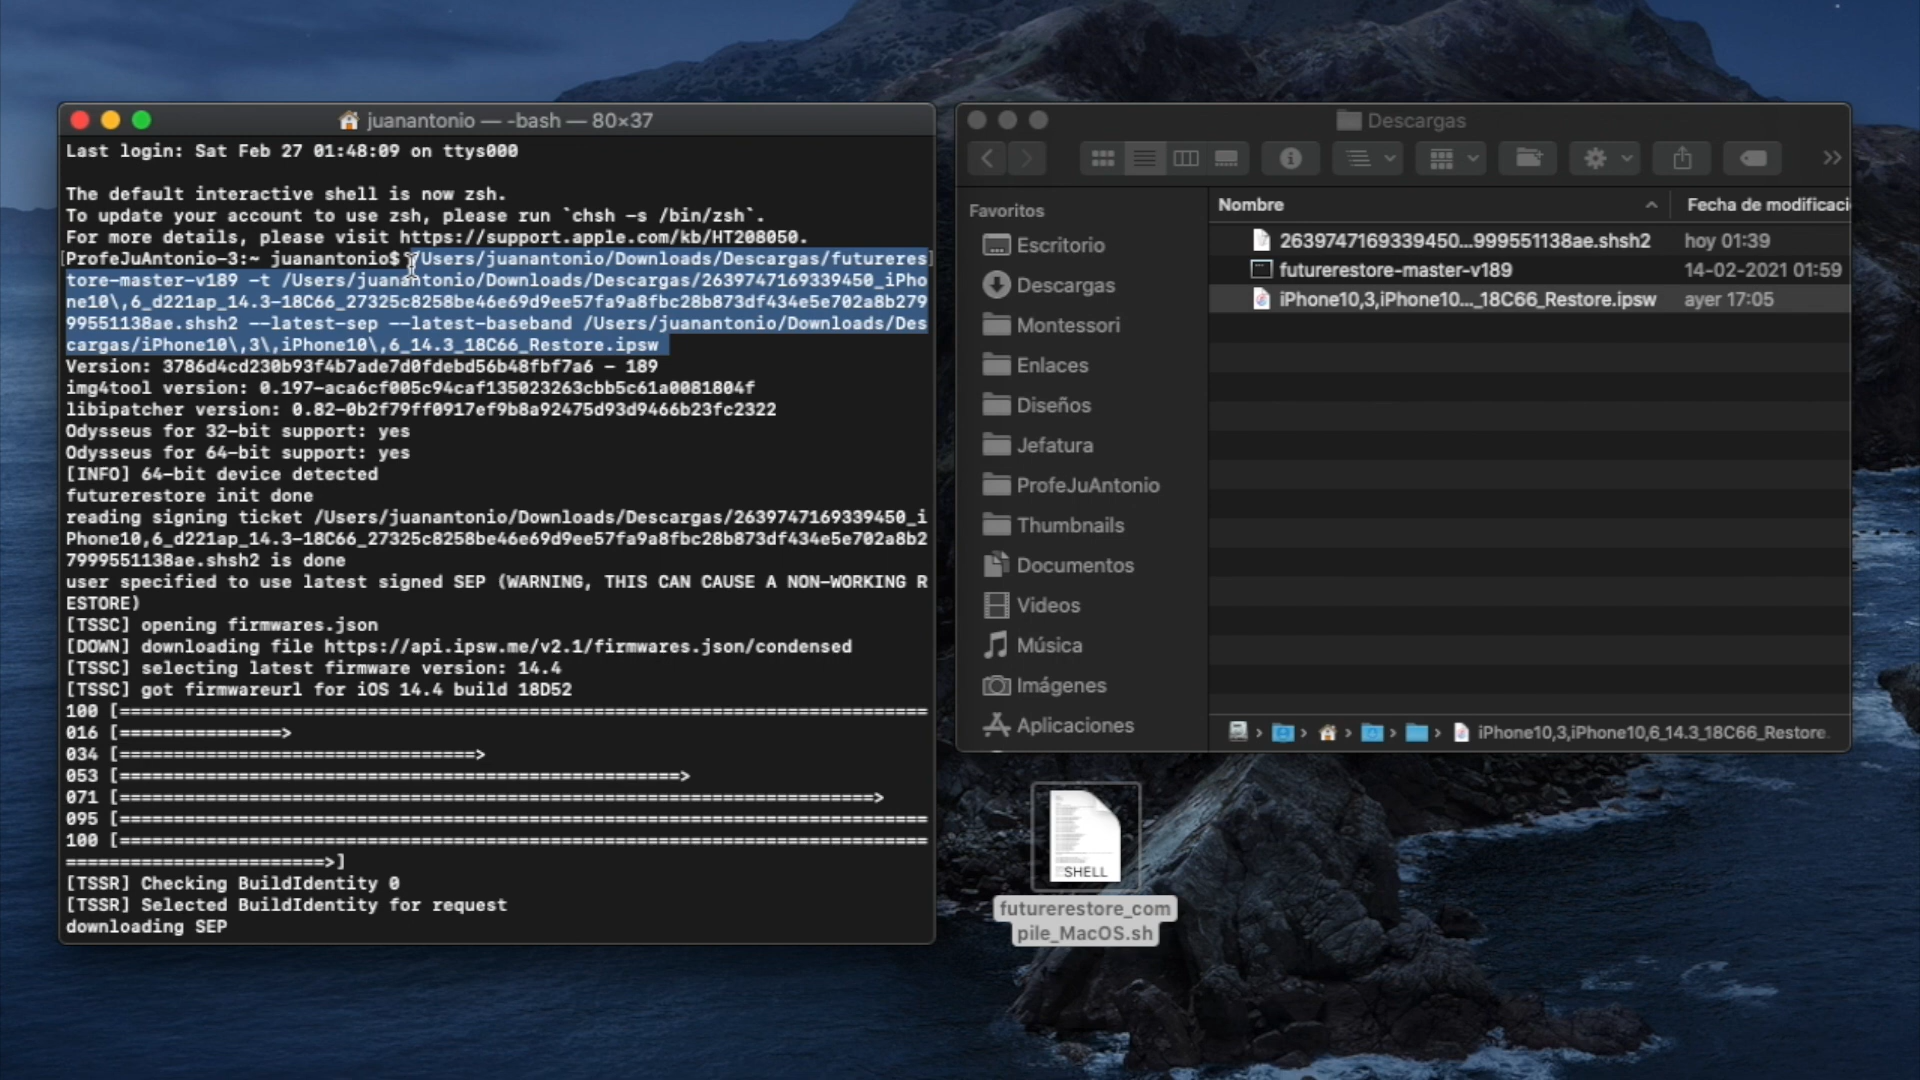 juanantonio — -bash — 80×37
Last login: Sat Feb 27 01:48:09 on ttys000
The default interactive shell is now zsh.
To update your account to use zsh, please run `chsh -s /bin/zsh`.
For more details, please visit https://support.apple.com/kb/HT208050.
[ProfeJuAntonio-3:~ juanantonio$ /Users/juanantonio/Downloads/Descargas/futureres]
tore-master-v189 -t /Users/juanantonio/Downloads/Descargas/2639747169339450_iPho
ne10\,6_d221ap_14.3-18C66_27325c8258be46e69d9ee57fa9a8fbc28b873df434e5e702a8b279
99551138ae.shsh2 --latest-sep --latest-baseband /Users/juanantonio/Downloads/Des
cargas/iPhone10\,3\,iPhone10\,6_14.3_18C66_Restore.ipsw
Version: 3786d4cd230b93f4b7ade7d0fdebd56b48fbf7a6 - 189
img4tool version: 0.197-aca6cf005c94caf135023263cbb5c61a0081804f
libipatcher version: 0.82-0b2f79ff0917ef9b8a92475d93d9466b23fc2322
Odysseus for 32-bit support: yes
Odysseus for 64-bit support: yes
[INFO] 64-bit device detected
futurerestore init done
reading signing ticket /Users/juanantonio/Downloads/Descargas/2639747169339450_i
Phone10,6_d221ap_14.3-18C66_27325c8258be46e69d9ee57fa9a8fbc28b873df434e5e702a8b2
7999551138ae.shsh2 is done
user specified to use latest signed SEP (WARNING, THIS CAN CAUSE A NON-WORKING R
ESTORE)
[TSSC] opening firmwares.json
[DOWN] downloading file https://api.ipsw.me/v2.1/firmwares.json/condensed
[TSSC] selecting latest firmware version: 14.4
[TSSC] got firmwareurl for iOS 14.4 build 18D52
100 [===========================================================================
016 [===============>
034 [=================================>
053 [====================================================>
071 [======================================================================>
095 [===========================================================================
100 [===========================================================================
========================>]
[TSSR] Checking BuildIdentity 0
[TSSR] Selected BuildIdentity for request
downloading SEP
Descargas
Favoritos
Escritorio
Descargas
Montessori
Enlaces
Diseños
Jefatura
ProfeJuAntonio
Thumbnails
Documentos
Videos
Música
Imágenes
Aplicaciones
Nombre Fecha de modificaci
2639747169339450...999551138ae.shsh2 hoy 01:39
futurerestore-master-v189 14-02-2021 01:59
iPhone10,3,iPhone10..._18C66_Restore.ipsw ayer 17:05
iPhone10,3,iPhone10,6_14.3_18C66_Restore.
SHELL
futurerestore_com
pile_MacOS.sh